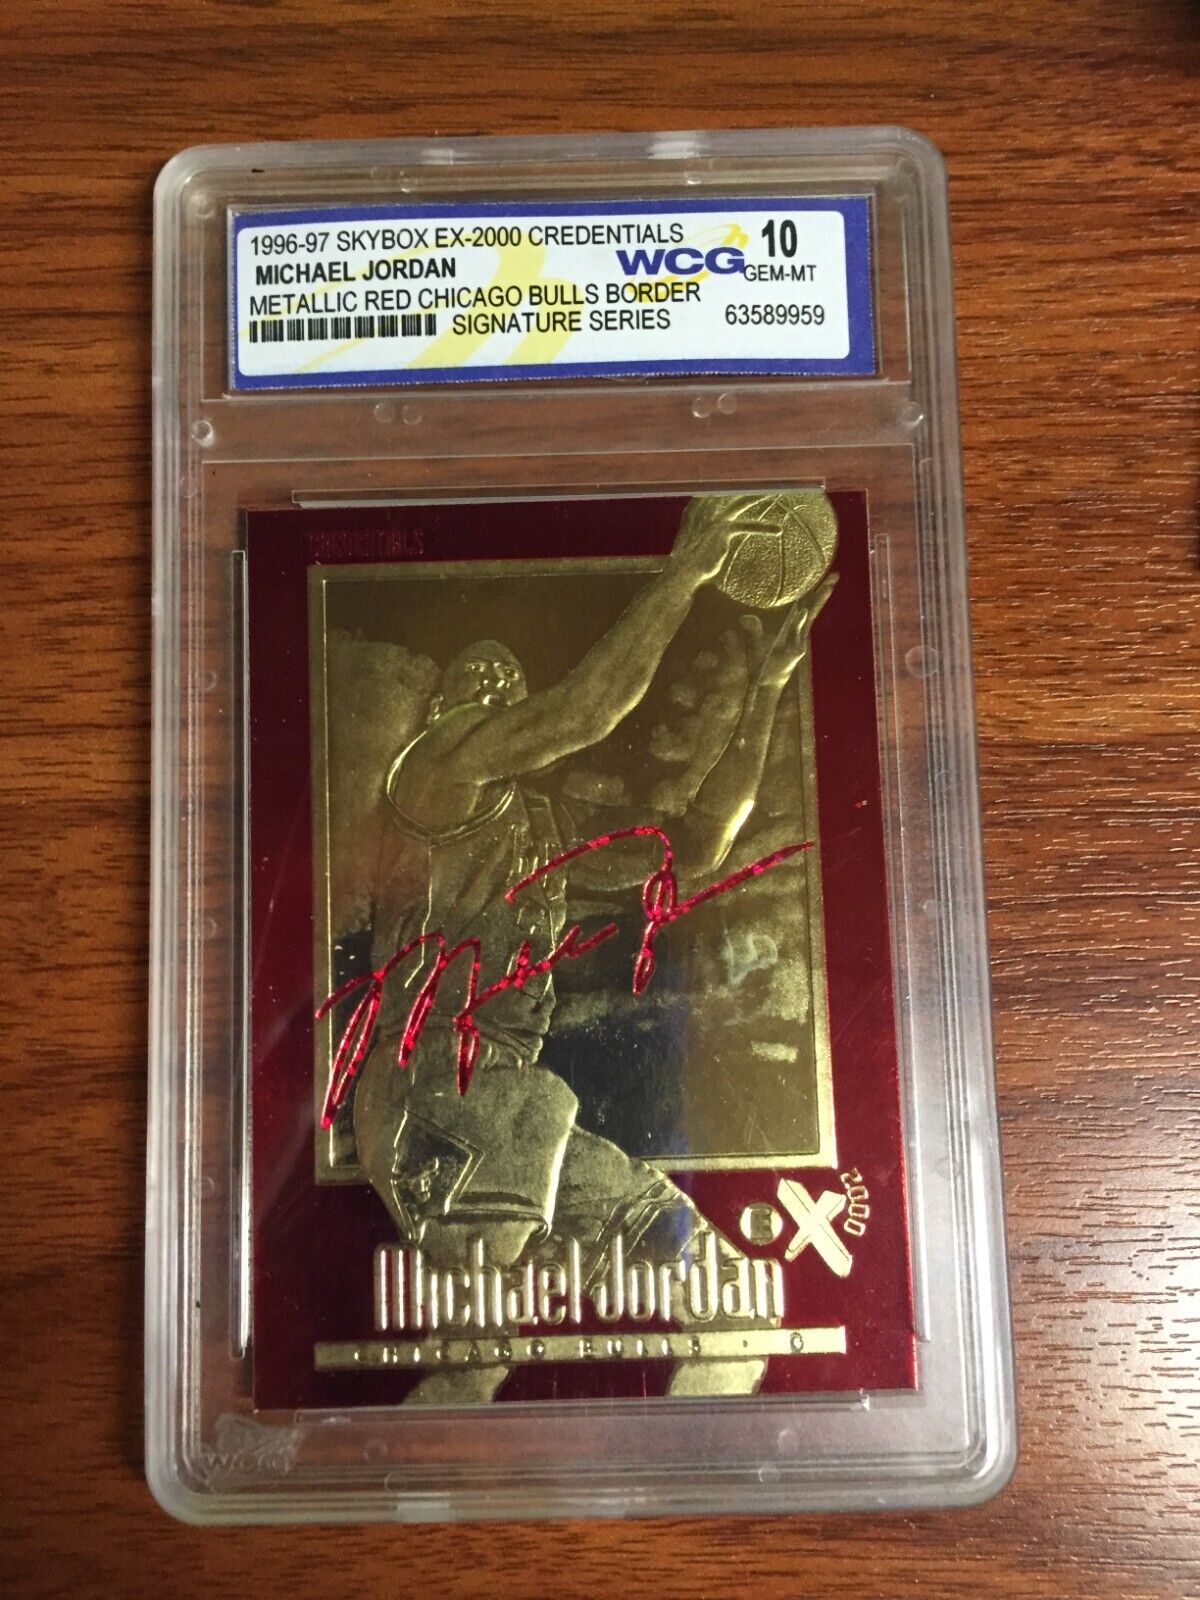 1996-97 SKYBOX EX-2000 CREDENTIALS
MICHAEL JORDAN
METALLIC RED CHICAGO BULLS BORDER
SIGNATURE SERIES
WCG
10
GEM-MT
63589959
CREDENTIALS
E X 2000
Michael Jordan
CHICAGO BULLS · G